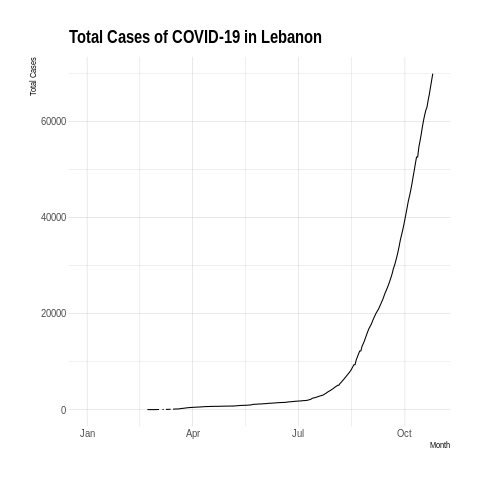 Total Cases of COVID-19 in Lebanon
Total Cases
60000
40000
20000
0
Jan Apr Jul Oct
Month